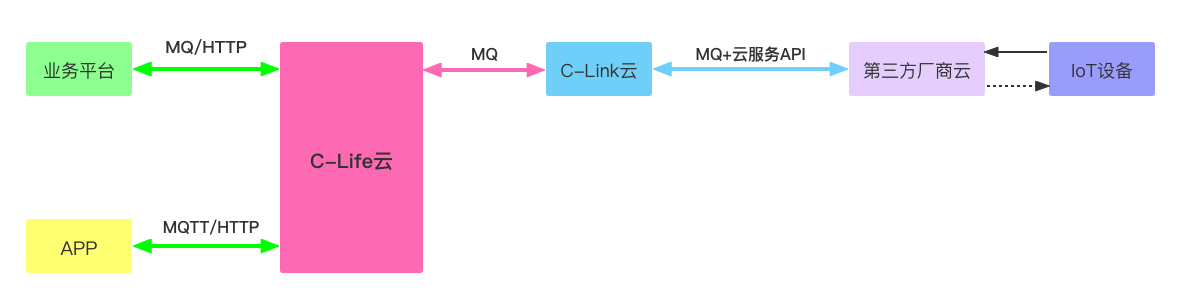 MQ/HTTP
业务平台
MQ
C-Link云
MQ+云服务API
第三方厂商云
IoT设备
C-Life云
MQTT/HTTP
APP